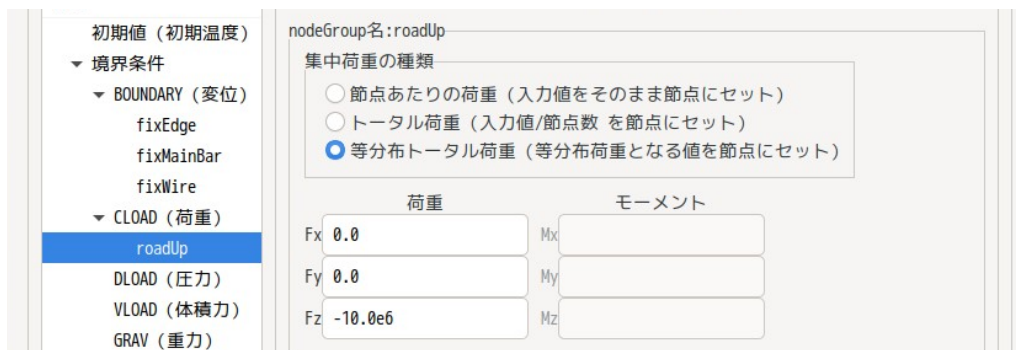 初期値（初期温度）
▼ 境界条件
▼ BOUNDARY（変位）
fixEdge
fixMainBar
fixWire
▼ CLOAD（荷重）
roadUp
DLOAD（圧力）
VLOAD（体積力）
GRAV（重力）
nodeGroup名:roadUp
集中荷重の種類
節点あたりの荷重（入力値をそのまま節点にセット）
トータル荷重（入力値/節点数 を節点にセット）
等分布トータル荷重（等分布荷重となる値を節点にセット）
荷重 モーメント
Fx 0.0 Mx
Fy 0.0 My
Fz -10.0e6 Mz